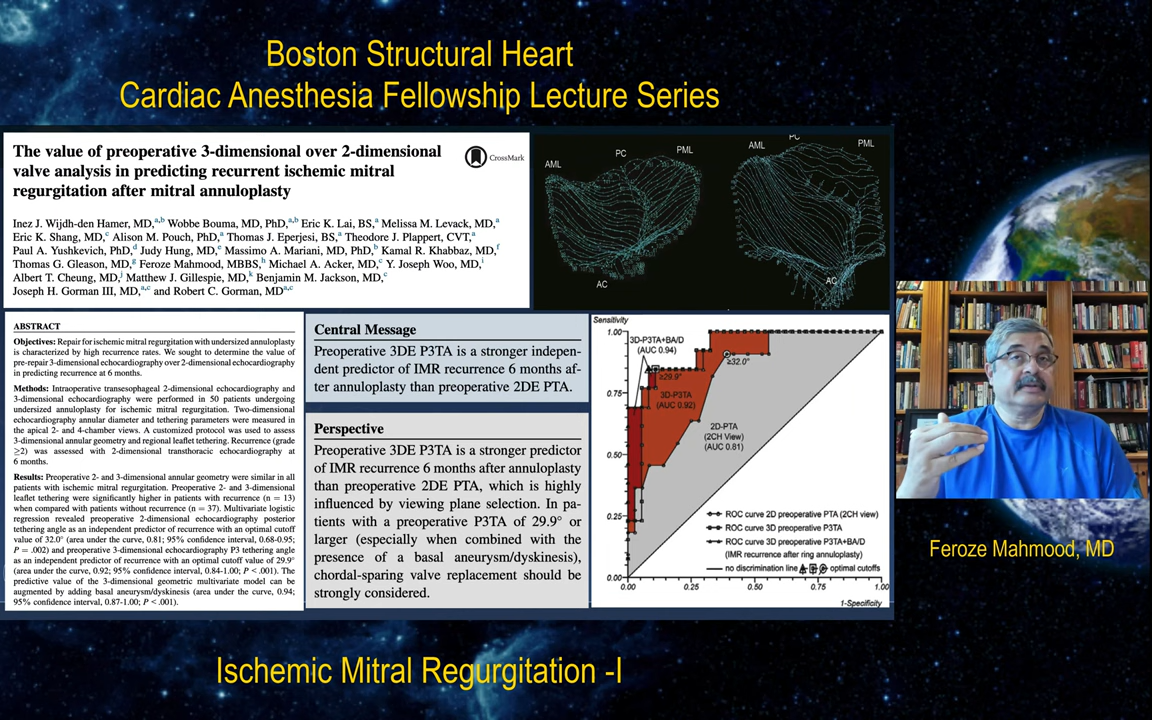 Boston Structural Heart
Cardiac Anesthesia Fellowship Lecture Series
The value of preoperative 3-dimensional over 2-dimensional
valve analysis in predicting recurrent ischemic mitral
regurgitation after mitral annuloplasty
CrossMark
Inez J. Wijdh-den Hamer, MD,a,b Wobbe Bouma, MD, PhD,a,b Eric K. Lai, BS,a Melissa M. Levack, MD,a
Eric K. Shang, MD,c Alison M. Pouch, PhD,a Thomas J. Eperjesi, BS,a Theodore J. Plappert, CVT,a
Paul A. Yushkevich, PhD,d Judy Hung, MD,e Massimo A. Mariani, MD, PhD,b Kamal R. Khabbaz, MD,f
Thomas G. Gleason, MD,g Feroze Mahmood, MBBS,h Michael A. Acker, MD,c Y. Joseph Woo, MD,i
Albert T. Cheung, MD,j Matthew J. Gillespie, MD,k Benjamin M. Jackson, MD,c
Joseph H. Gorman III, MD,a,c and Robert C. Gorman, MDa,c
AML
PC
PML
AC
AML
PC
PML
AC
ABSTRACT
Objectives: Repair for ischemic mitral regurgitation with undersized annuloplasty
is characterized by high recurrence rates. We sought to determine the value of
pre-repair 3-dimensional echocardiography over 2-dimensional echocardiography
in predicting recurrence at 6 months.
Methods: Intraoperative transesophageal 2-dimensional echocardiography and
3-dimensional echocardiography were performed in 50 patients undergoing
undersized annuloplasty for ischemic mitral regurgitation. Two-dimensional
echocardiography annular diameter and tethering parameters were measured in
the apical 2- and 4-chamber views. A customized protocol was used to assess
3-dimensional annular geometry and regional leaflet tethering. Recurrence (grade
≥2) was assessed with 2-dimensional transthoracic echocardiography at
6 months.
Results: Preoperative 2- and 3-dimensional annular geometry were similar in all
patients with ischemic mitral regurgitation. Preoperative 2- and 3-dimensional
leaflet tethering were significantly higher in patients with recurrence (n = 13)
when compared with patients without recurrence (n = 37). Multivariate logistic
regression revealed preoperative 2-dimensional echocardiography posterior
tethering angle as an independent predictor of recurrence with an optimal cutoff
value of 32.0° (area under the curve, 0.81; 95% confidence interval, 0.68-0.95;
P = .002) and preoperative 3-dimensional echocardiography P3 tethering angle
as an independent predictor of recurrence with an optimal cutoff value of 29.9°
(area under the curve, 0.92; 95% confidence interval, 0.84-1.00; P < .001). The
predictive value of the 3-dimensional geometric multivariate model can be
augmented by adding basal aneurysm/dyskinesis (area under the curve, 0.94;
95% confidence interval, 0.87-1.00; P < .001).
Central Message
Preoperative 3DE P3TA is a stronger indepen-
dent predictor of IMR recurrence 6 months af-
ter annuloplasty than preoperative 2DE PTA.
Perspective
Preoperative 3DE P3TA is a stronger predictor
of IMR recurrence 6 months after annuloplasty
than preoperative 2DE PTA, which is highly
influenced by viewing plane selection. In pa-
tients with a preoperative P3TA of 29.9° or
larger (especially when combined with the
presence of a basal aneurysm/dyskinesis),
chordal-sparing valve replacement should be
strongly considered.
Sensitivity
1.00
0.75
0.50
0.25
0.00
3D-P3TA+BA/D
(AUC 0.94)
≥32.0°
≥29.9°
3D-P3TA
(AUC 0.92)
2D-PTA
(2CH View)
(AUC 0.81)
ROC curve 2D preoperative PTA (2CH view)
ROC curve 3D preoperative P3TA
ROC curve 3D preoperative P3TA+BA/D
(IMR recurrence after ring annuloplasty)
no discrimination line
optimal cutoffs
0.00 0.25 0.50 0.75 1.00
1-Specificity
Feroze Mahmood, MD
Ischemic Mitral Regurgitation -I